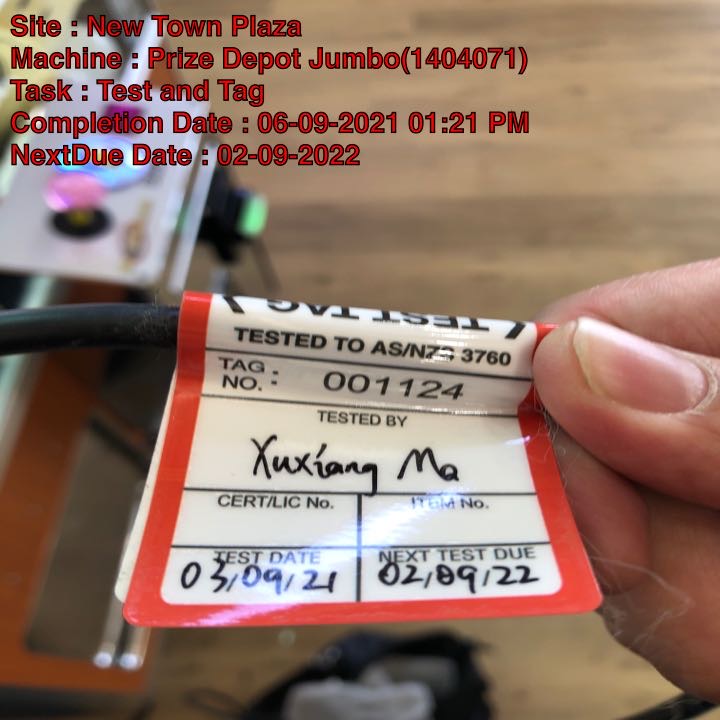 Site : New Town Plaza
Machine : Prize Depot Jumbo(1404071)
Task : Test and Tag
Completion Date : 06-09-2021 01:21 PM
NextDue Date : 02-09-2022
TEST TAG
TESTED TO AS/NZS 3760
TAG NO. : 001124
TESTED BY
Xuxiang Ma
CERT/LIC No. ITEM No.
TEST DATE NEXT TEST DUE
03/09/21 02/09/22